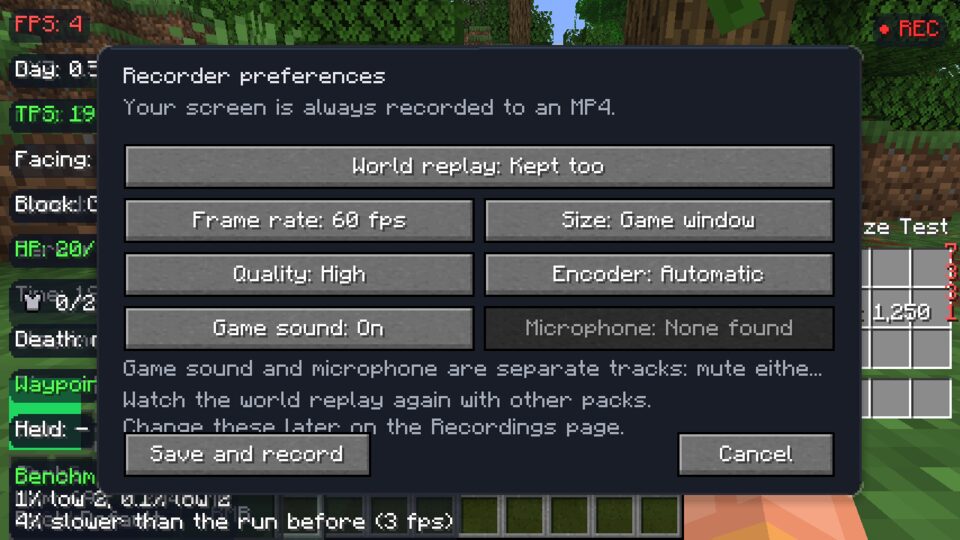 FPS: 4
● REC
Recorder preferences
Day: 0.5
Your screen is always recorded to an MP4.
TPS: 19
Facing:
World replay: Kept too
Block:
Frame rate: 60 fps
Size: Game window
ze Test
HP: 20/
Quality: High
Encoder: Automatic
0/2
1,250
Game sound: On
Microphone: None found
Death:
Game sound and microphone are separate tracks: mute eithe...
Waypoin
Watch the world replay again with other packs.
Held: -
Change these later on the Recordings page.
Save and record
Cancel
Benchm
1% low 2, 0.1% low 2
4% slower than the run before (3 fps)